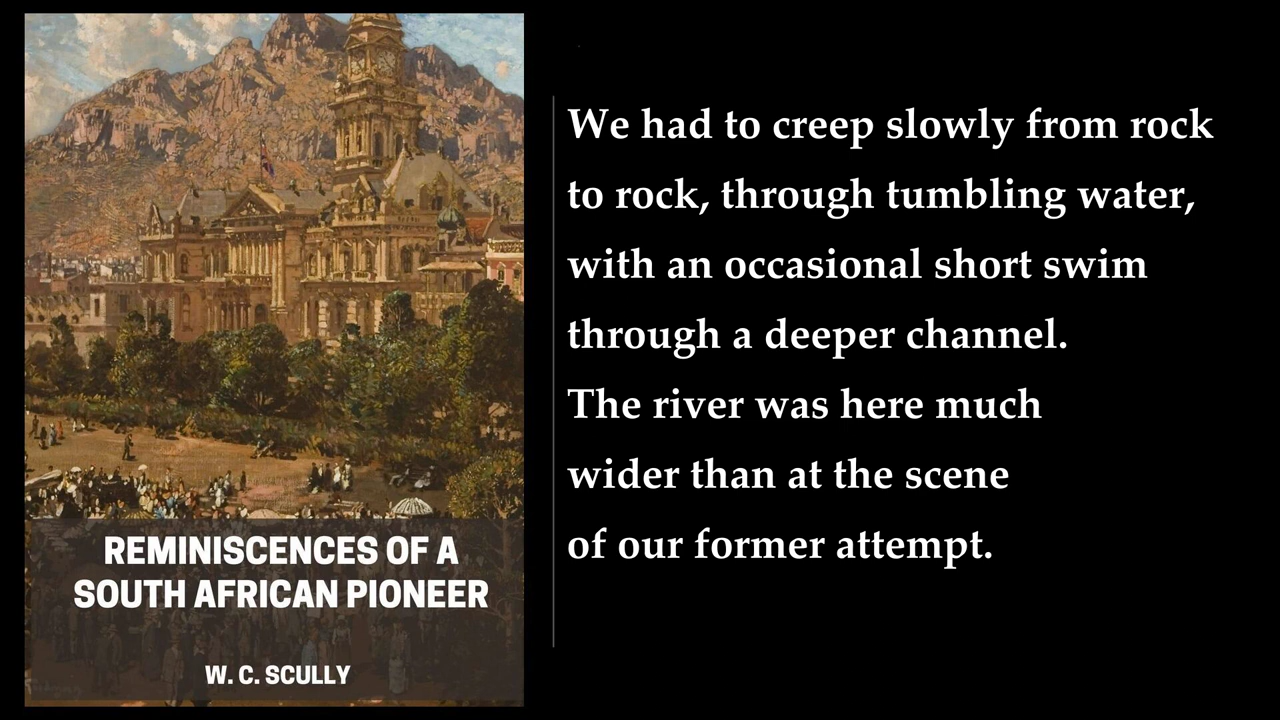 REMINISCENCES OF A
SOUTH AFRICAN PIONEER
W. C. SCULLY
We had to creep slowly from rock
to rock, through tumbling water,
with an occasional short swim
through a deeper channel.
The river was here much
wider than at the scene
of our former attempt.